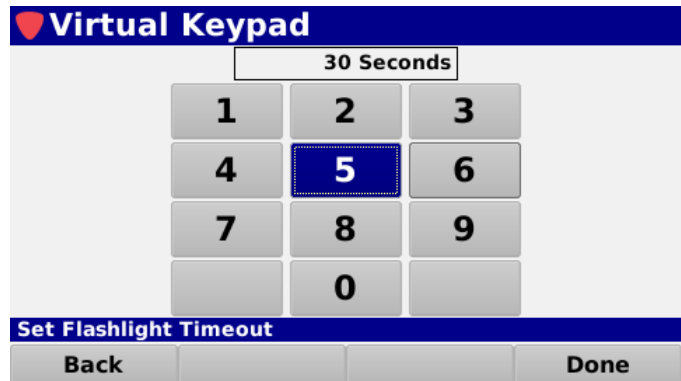 Virtual Keypad
30 Seconds
1 2 3
4 5 6
7 8 9
0
Set Flashlight Timeout
Back Done